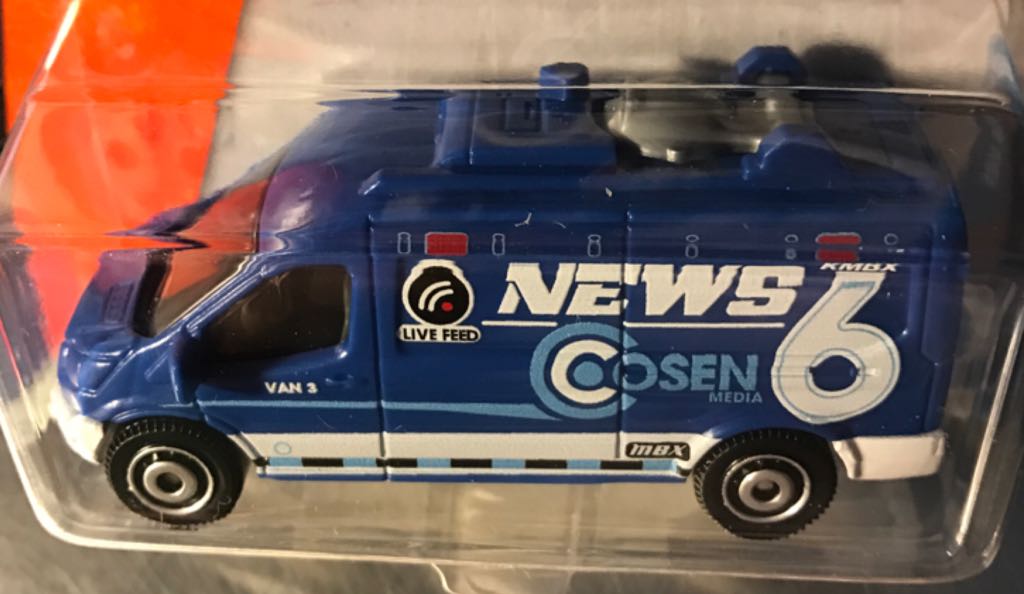 KMBX
NEWS 6
LIVE FEED
COSEN
MEDIA
VAN 3
MBX